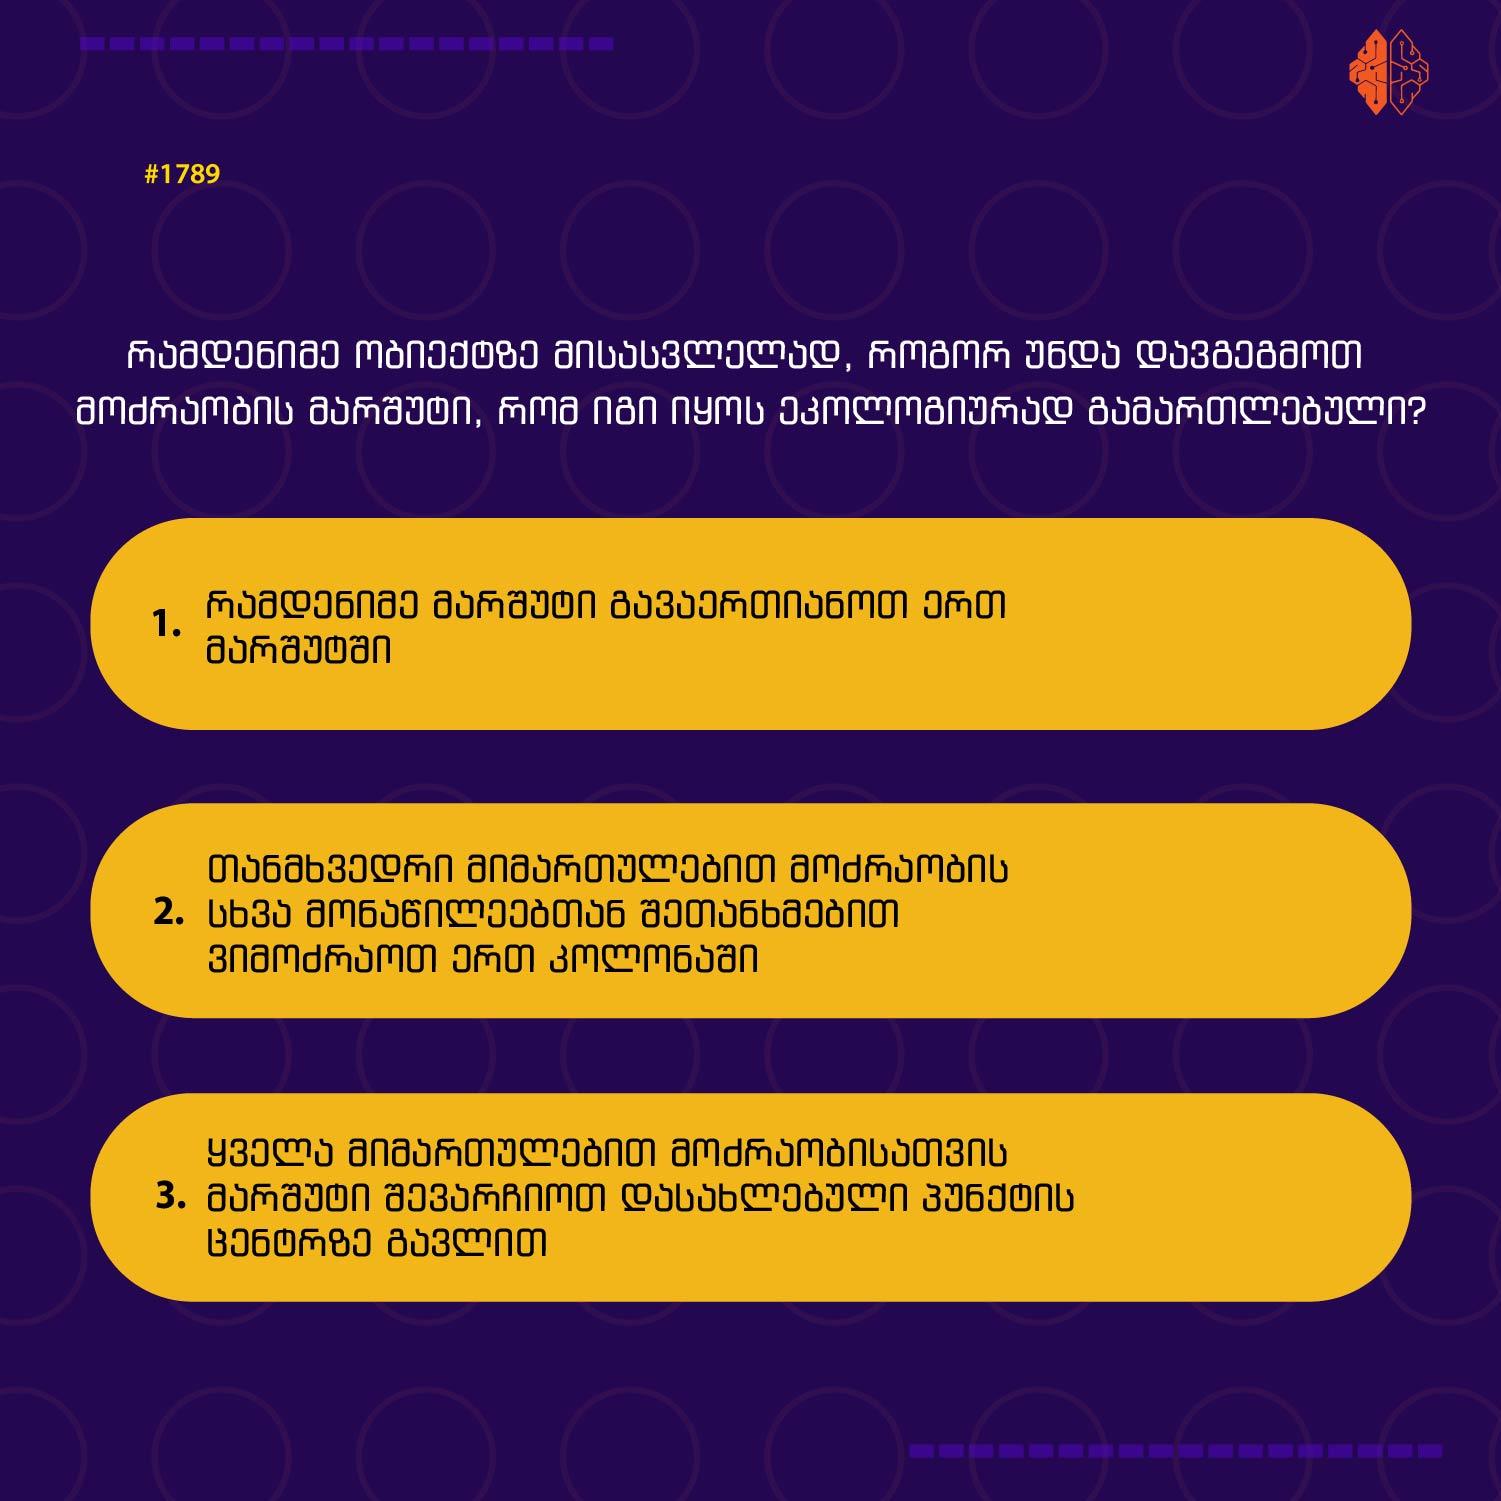 #1789
რამდენიმე ობიექტზე მისასვლელად, როგორ უნდა დავგეგმოთ
მოძრაობის მარშუტი, რომ იგი იყოს ეკოლოგიურად გამართლებული?
1. რამდენიმე მარშუტი გავაერთიანოთ ერთ
მარშუტში
2. თანმხვედრი მიმართულებით მოძრაობის
სხვა მონაწილეებთან შეთანხმებით
ვიმოძრაოთ ერთ კოლონაში
3. ყველა მიმართულებით მოძრაობისათვის
მარშუტი შევარჩიოთ დასახლებული პუნქტის
ცენტრზე გავლით